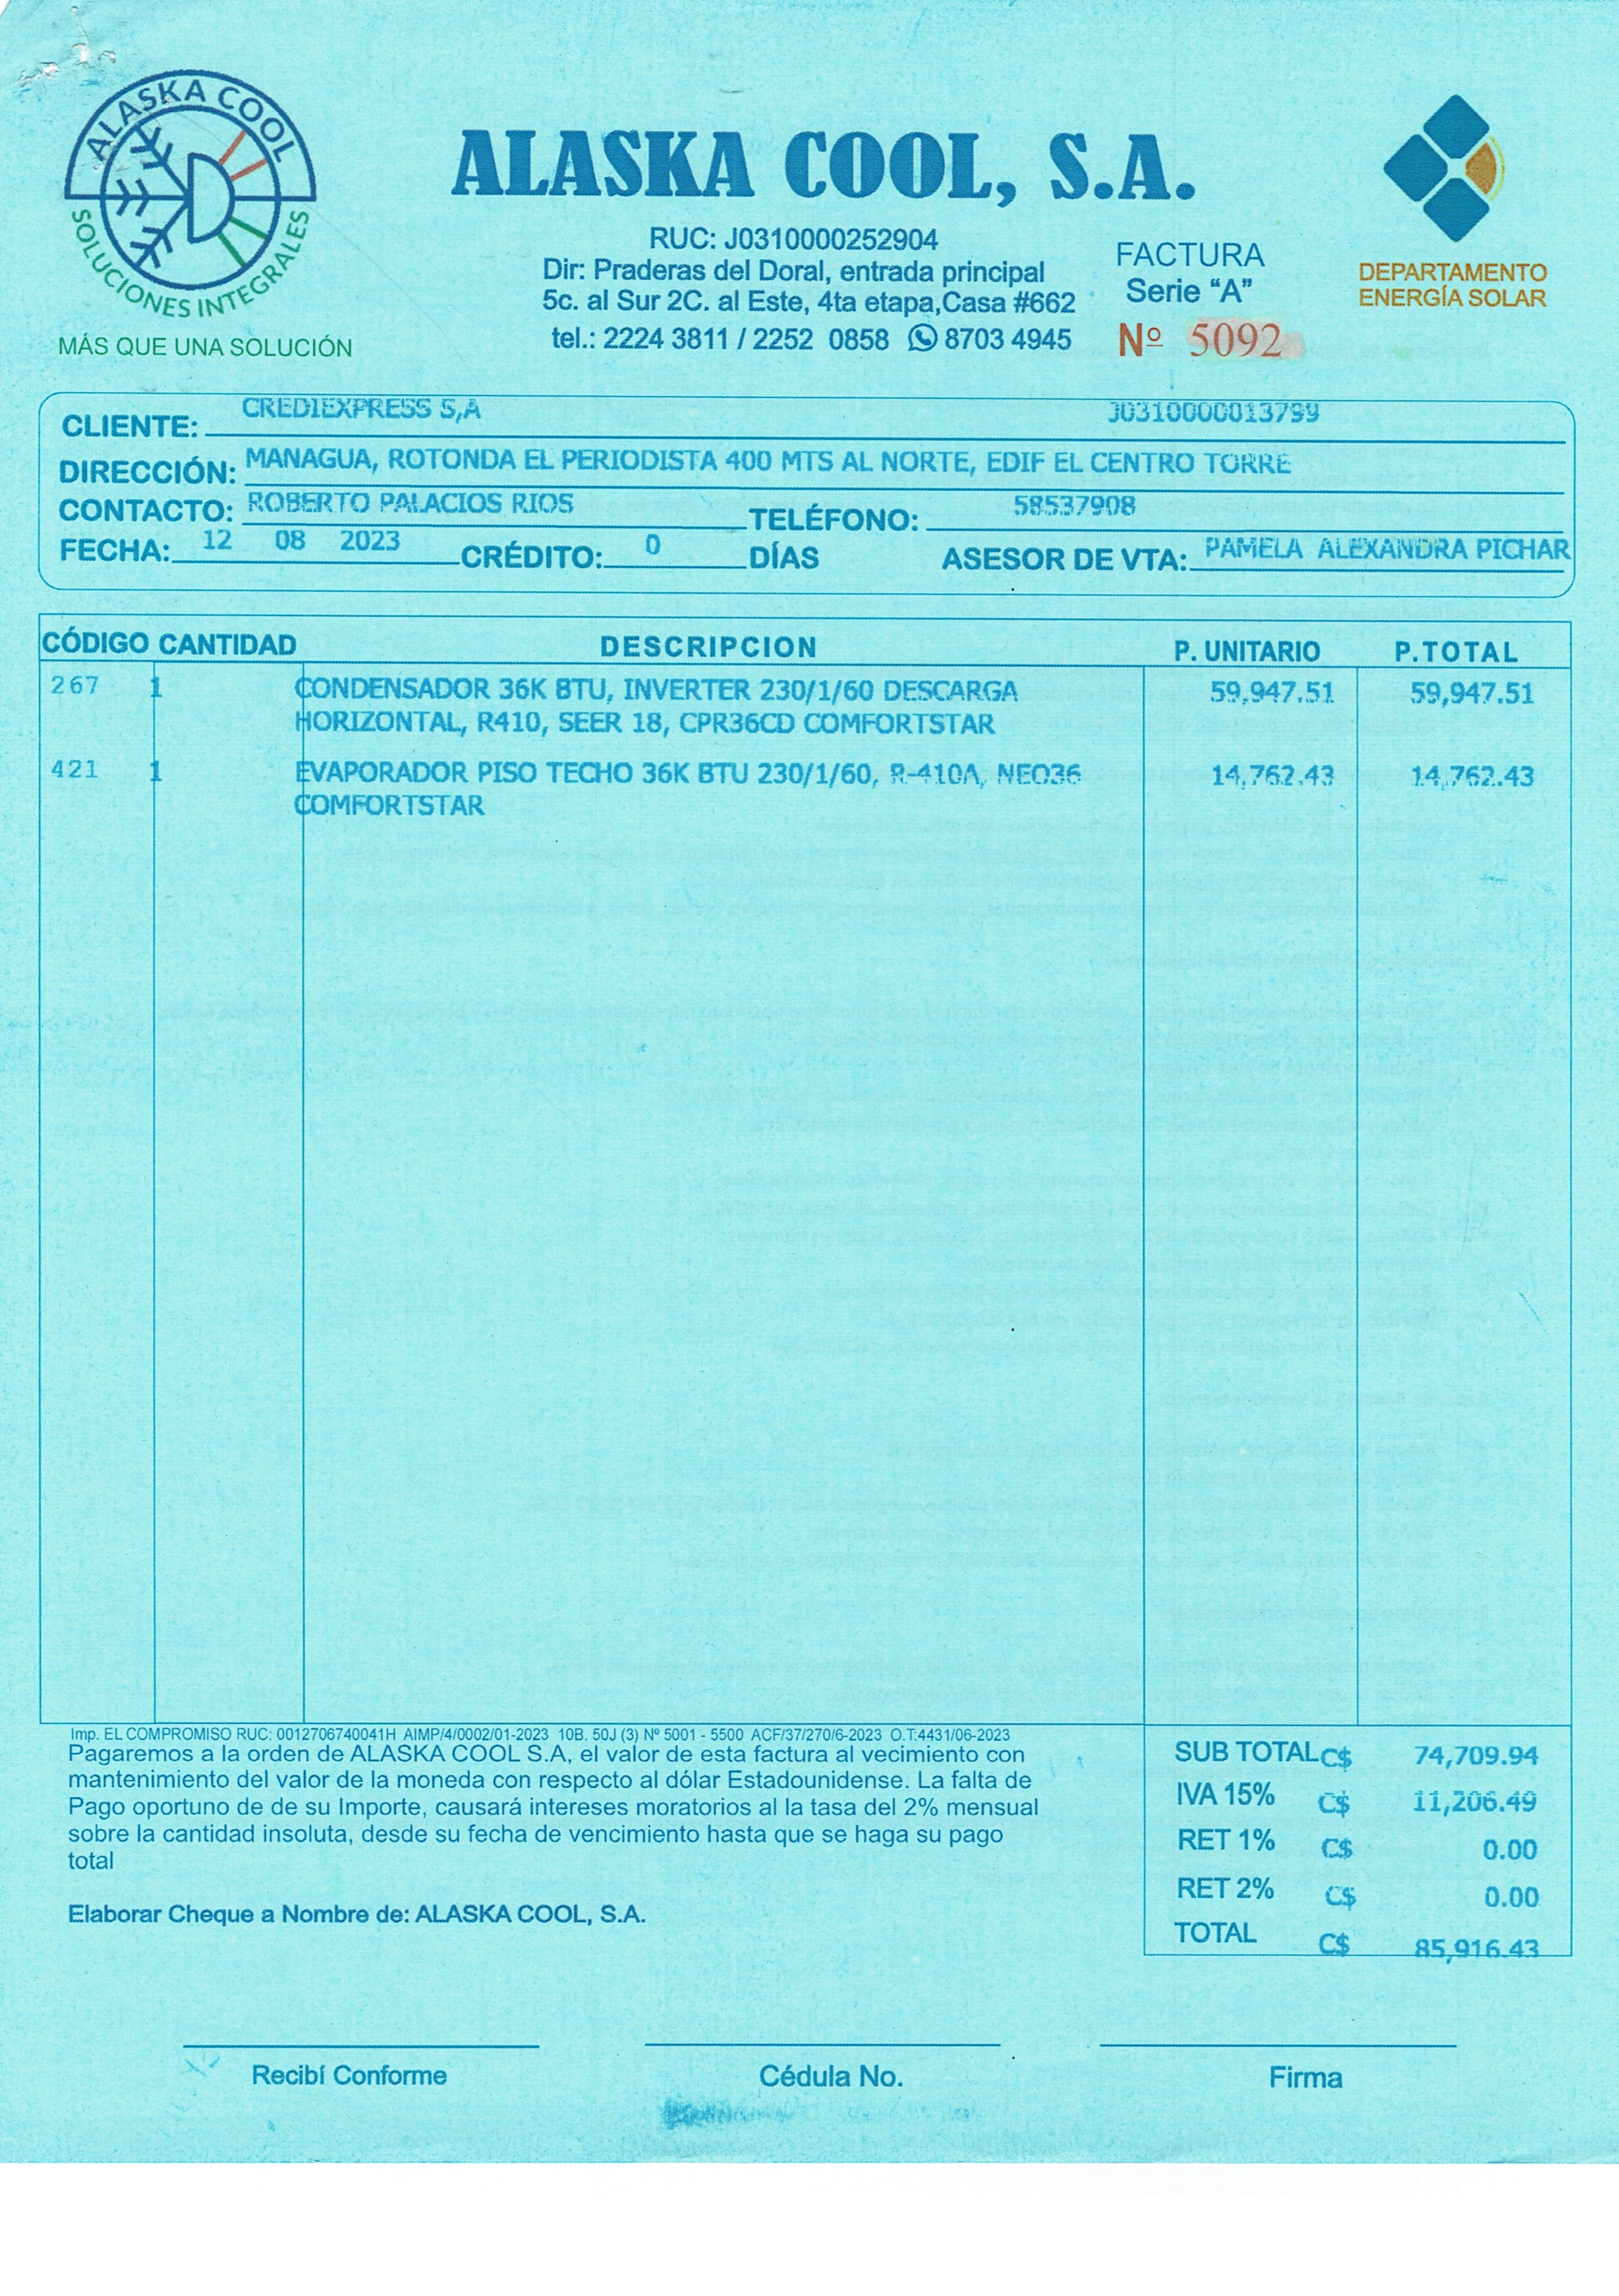 ALASKA COOL
SOLUCIONES INTEGRALES
MÁS QUE UNA SOLUCIÓN
ALASKA COOL, S.A.
RUC: J0310000252904
Dir: Praderas del Doral, entrada principal
5c. al Sur 2C. al Este, 4ta etapa,Casa #662
tel.: 2224 3811 / 2252 0858 8703 4945
FACTURA
Serie “A”
Nº 5092
DEPARTAMENTO
ENERGÍA SOLAR
CLIENTE: CREDIEXPRESS S,A J0310000013799
DIRECCIÓN: MANAGUA, ROTONDA EL PERIODISTA 400 MTS AL NORTE, EDIF EL CENTRO TORRE
CONTACTO: ROBERTO PALACIOS RIOS TELÉFONO: 58537908
FECHA: 12 08 2023 CRÉDITO: 0 DÍAS ASESOR DE VTA: PAMELA ALEXANDRA PICHAR
CÓDIGO CANTIDAD DESCRIPCION P. UNITARIO P.TOTAL
267 1 CONDENSADOR 36K BTU, INVERTER 230/1/60 DESCARGA 59,947.51 59,947.51
HORIZONTAL, R410, SEER 18, CPR36CD COMFORTSTAR
421 1 EVAPORADOR PISO TECHO 36K BTU 230/1/60, R-410A, NEO36 14,762.43 14,762.43
COMFORTSTAR
Imp. EL COMPROMISO RUC: 0012706740041H AIMP/4/0002/01-2023 10B. 50J (3) Nº 5001 - 5500 ACF/37/270/6-2023 O.T:4431/06-2023
Pagaremos a la orden de ALASKA COOL S.A, el valor de esta factura al vecimiento con
mantenimiento del valor de la moneda con respecto al dólar Estadounidense. La falta de
Pago oportuno de de su Importe, causará intereses moratorios al la tasa del 2% mensual
sobre la cantidad insoluta, desde su fecha de vencimiento hasta que se haga su pago
total
Elaborar Cheque a Nombre de: ALASKA COOL, S.A.
SUB TOTAL C$ 74,709.94
IVA 15% C$ 11,206.49
RET 1% C$ 0.00
RET 2% C$ 0.00
TOTAL C$ 85,916.43
Recibí Conforme Cédula No. Firma